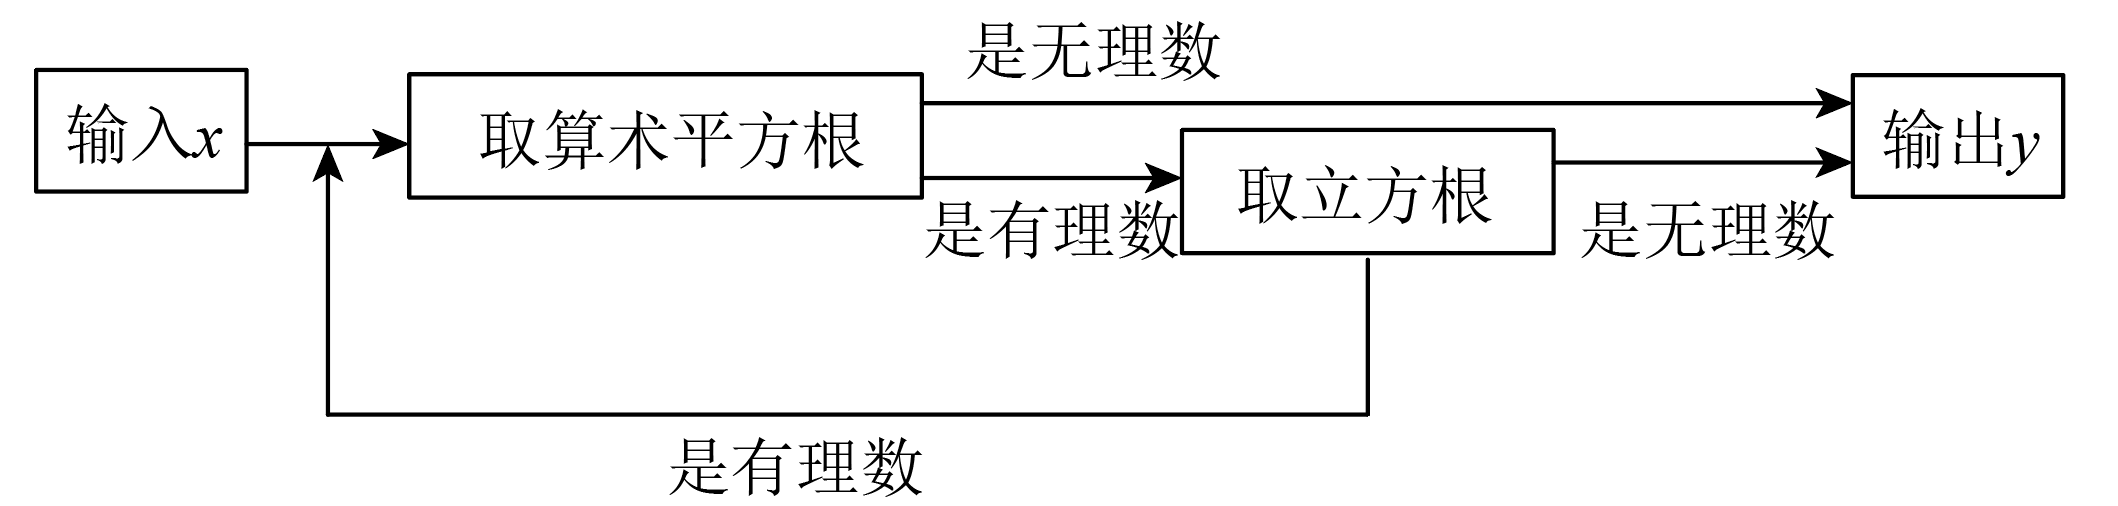 是无理数
输入x
取算术平方根
输出y
取立方根
是有理数
是无理数
是有理数